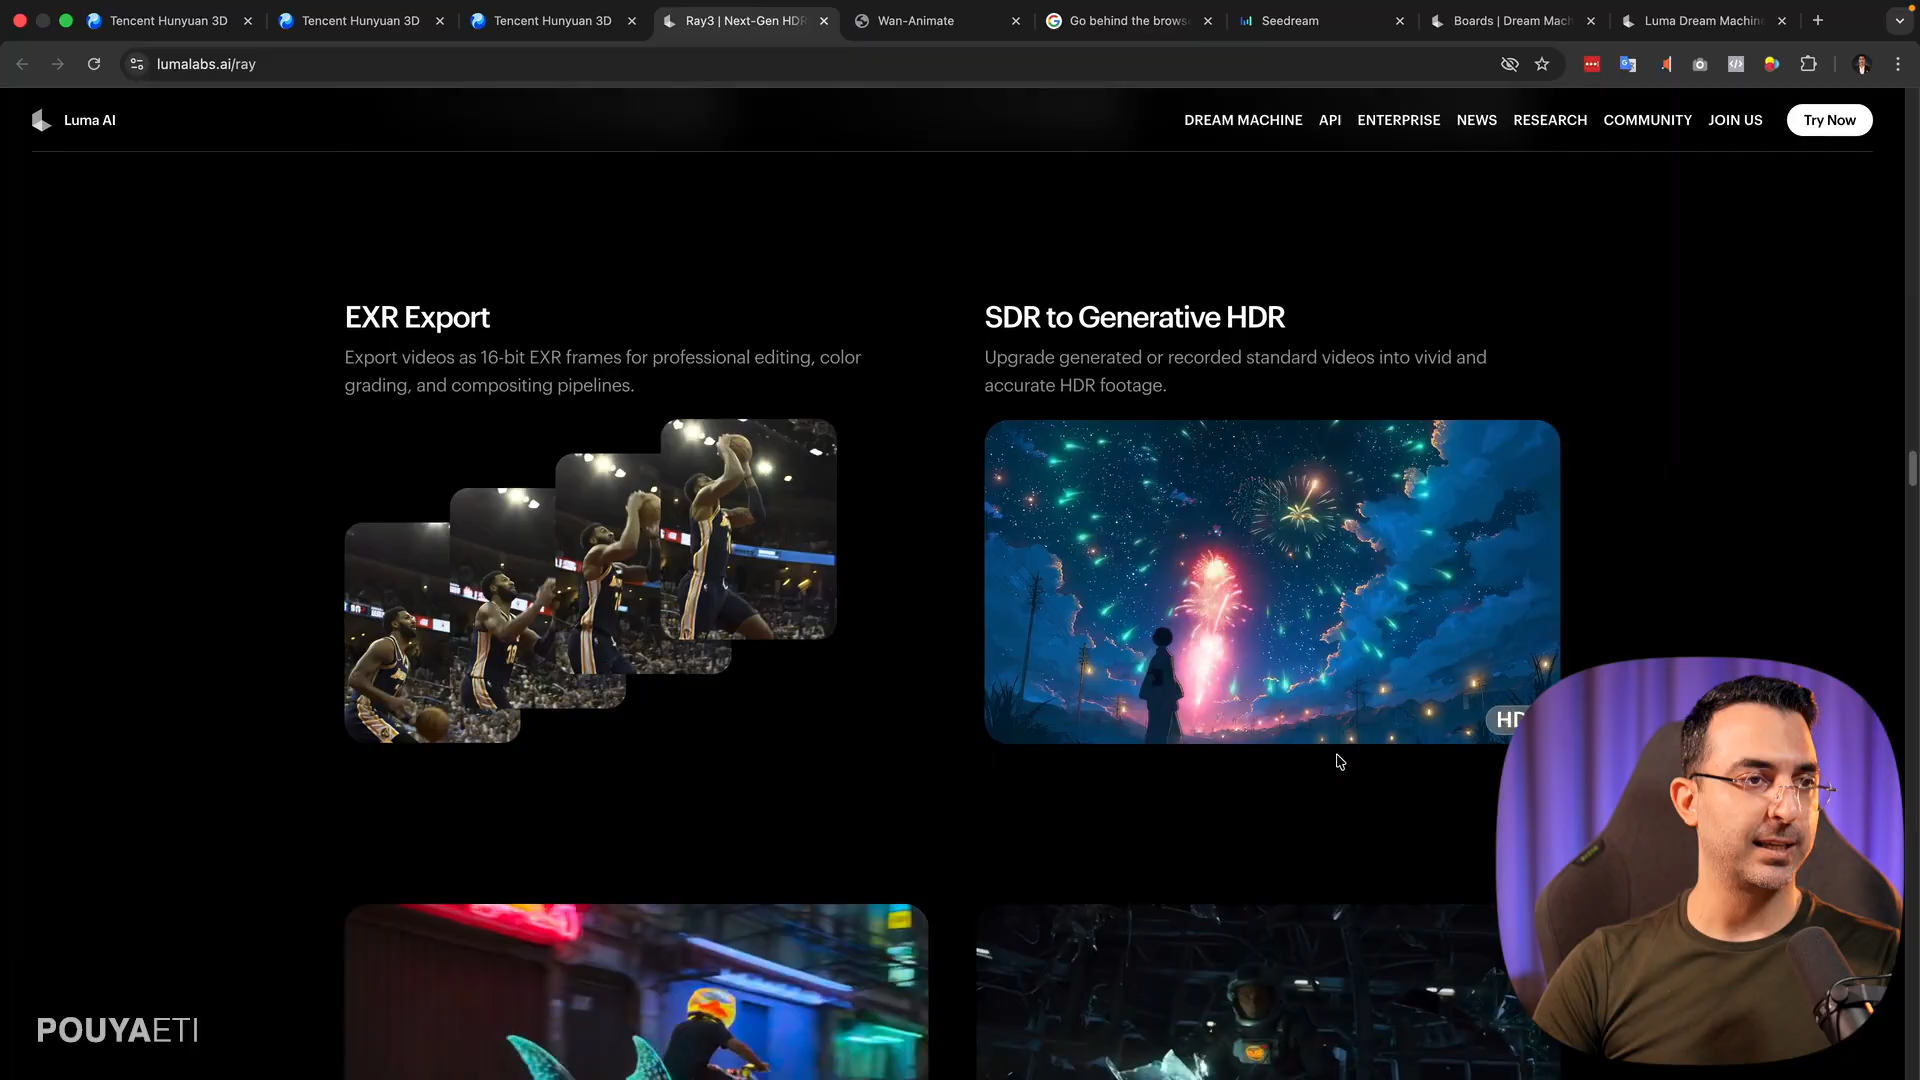 Tencent Hunyuan 3D
Tencent Hunyuan 3D
Tencent Hunyuan 3D
Ray3 | Next-Gen HDR
Wan-Animate
Go behind the brows
Seedream
Boards | Dream Mach
Luma Dream Machin
lumalabs.ai/ray
Luma AI
DREAM MACHINE
API
ENTERPRISE
NEWS
RESEARCH
COMMUNITY
JOIN US
Try Now
EXR Export
Export videos as 16-bit EXR frames for professional editing, color
grading, and compositing pipelines.
SDR to Generative HDR
Upgrade generated or recorded standard videos into vivid and
accurate HDR footage.
HD
POUYAETI